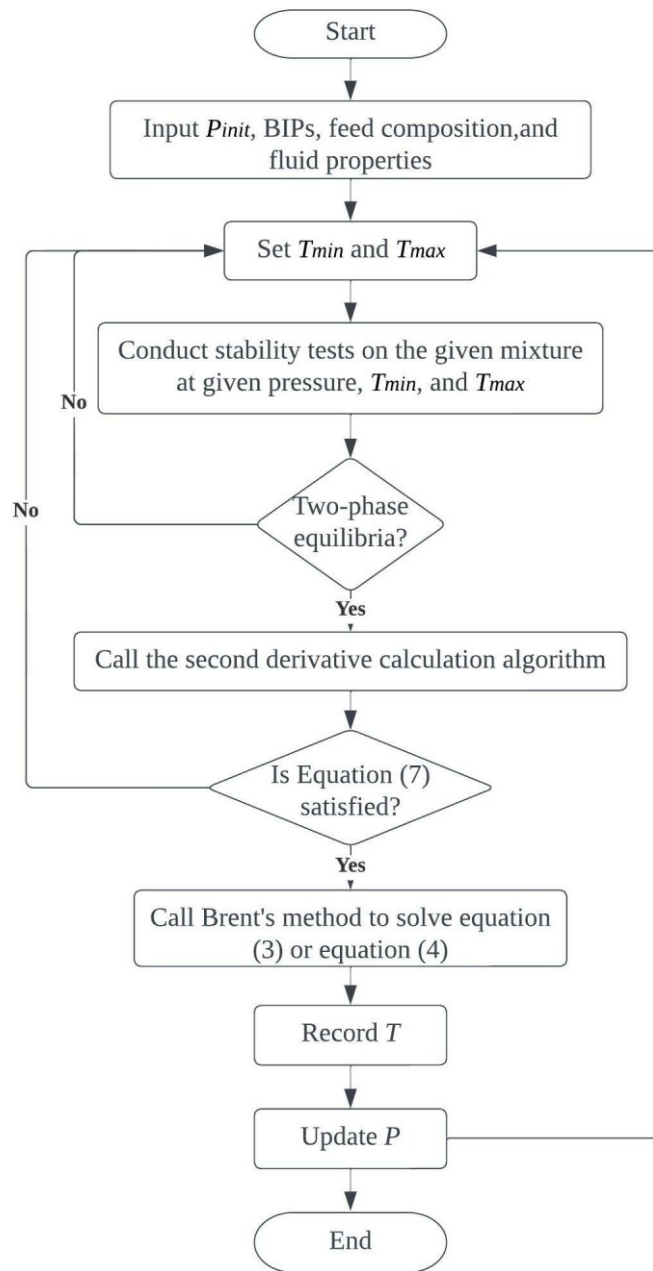 Start
Input Pinit, BIPs, feed composition,and
fluid properties
Set Tmin and Tmax
Conduct stability tests on the given mixture
at given pressure, Tmin, and Tmax
No
Two-phase
equilibria?
No
Yes
Call the second derivative calculation algorithm
Is Equation (7)
satisfied?
Yes
Call Brent's method to solve equation
(3) or equation (4)
Record T
Update P
End